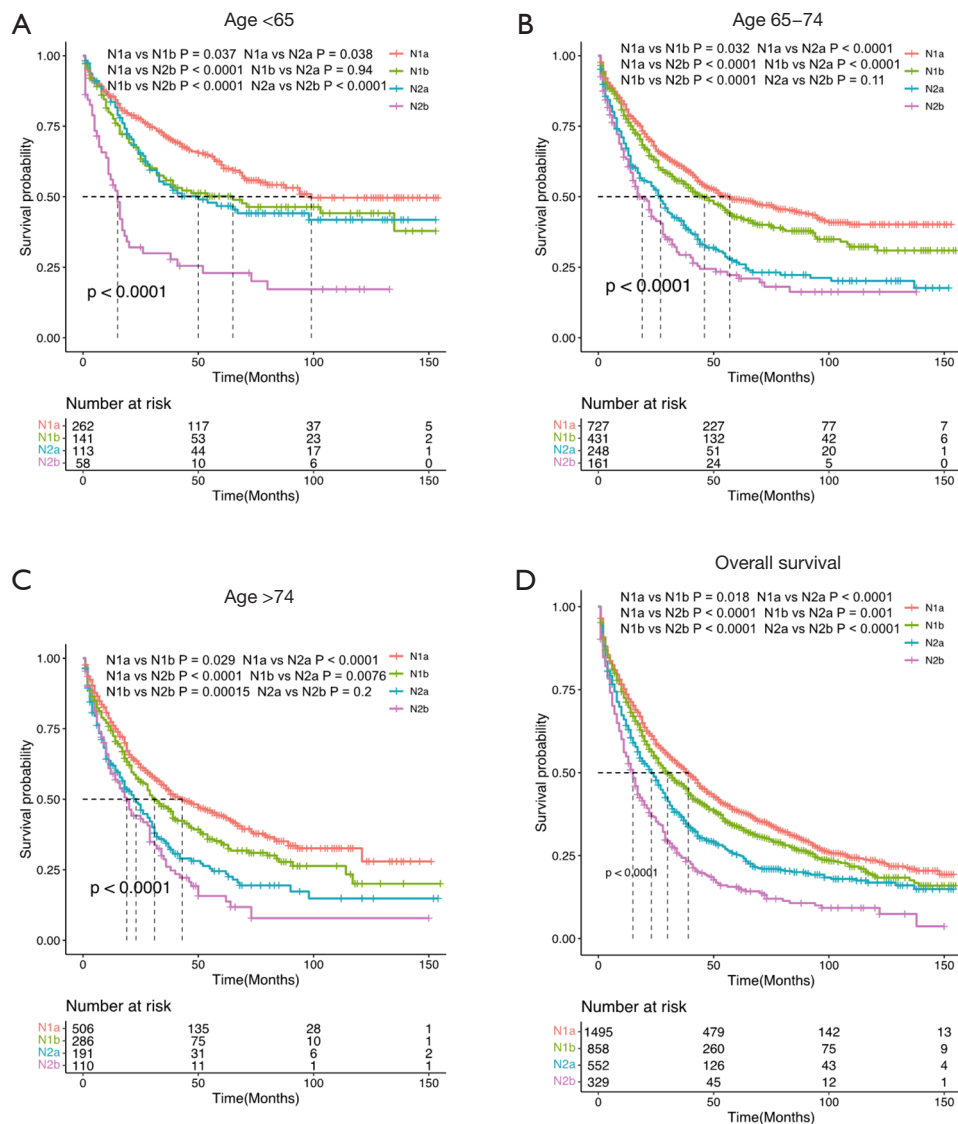 A
Age <65
N1a vs N1b P = 0.037 N1a vs N2a P = 0.038
N1a vs N2b P < 0.0001 N1b vs N2a P = 0.94
N1b vs N2b P < 0.0001 N2a vs N2b P < 0.0001
N1a
N1b
N2a
N2b
Survival probability
1.00
0.75
0.50
0.25
0.00
p < 0.0001
0 50 100 150
Time(Months)
Number at risk
N1a 262 117 37 5
N1b 141 53 23 2
N2a 113 44 17 1
N2b 58 10 6 0
0 50 100 150
Time(Months)
B
Age 65–74
N1a vs N1b P = 0.032 N1a vs N2a P < 0.0001
N1a vs N2b P < 0.0001 N1b vs N2a P < 0.0001
N1b vs N2b P < 0.0001 N2a vs N2b P = 0.11
N1a
N1b
N2a
N2b
Survival probability
1.00
0.75
0.50
0.25
0.00
p < 0.0001
0 50 100 150
Time(Months)
Number at risk
N1a 727 227 77 7
N1b 431 132 42 6
N2a 248 51 20 1
N2b 161 24 5 0
0 50 100 150
Time(Months)
C
Age >74
N1a vs N1b P = 0.029 N1a vs N2a P < 0.0001
N1a vs N2b P < 0.0001 N1b vs N2a P = 0.0076
N1b vs N2b P = 0.00015 N2a vs N2b P = 0.2
N1a
N1b
N2a
N2b
Survival probability
1.00
0.75
0.50
0.25
0.00
p < 0.0001
0 50 100 150
Time(Months)
Number at risk
N1a 506 135 28 1
N1b 286 75 10 1
N2a 191 31 6 2
N2b 110 11 1 1
0 50 100 150
Time(Months)
D
Overall survival
N1a vs N1b P = 0.018 N1a vs N2a P < 0.0001
N1a vs N2b P < 0.0001 N1b vs N2a P = 0.001
N1b vs N2b P < 0.0001 N2a vs N2b P < 0.0001
N1a
N1b
N2a
N2b
Survival probability
1.00
0.75
0.50
0.25
0.00
p < 0.0001
0 50 100 150
Time(Months)
Number at risk
N1a 1495 479 142 13
N1b 858 260 75 9
N2a 552 126 43 4
N2b 329 45 12 1
0 50 100 150
Time(Months)